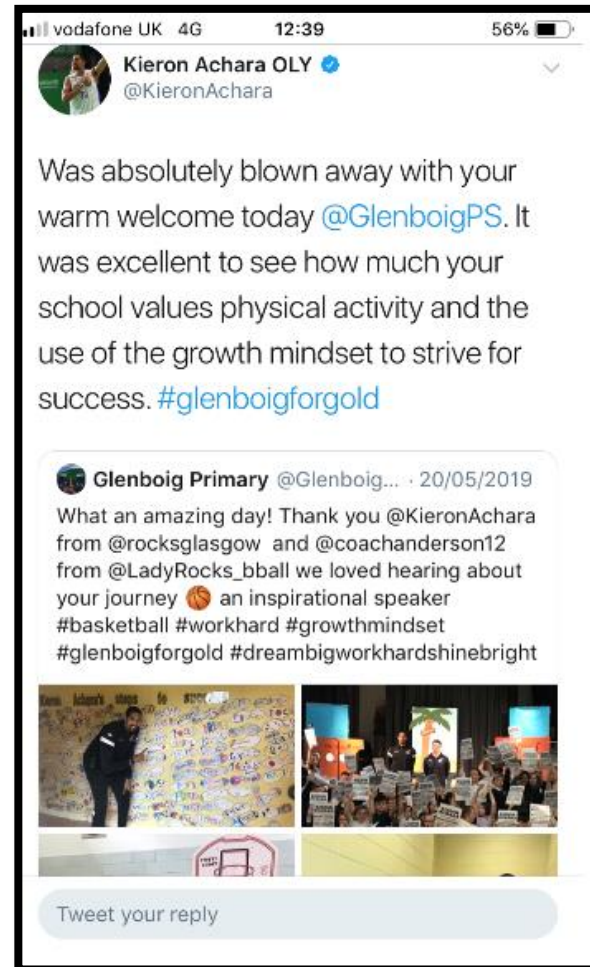 vodafone UK 4G 12:39 56%
Kieron Achara OLY
@KieronAchara
Was absolutely blown away with your
warm welcome today @GlenboigPS. It
was excellent to see how much your
school values physical activity and the
use of the growth mindset to strive for
success. #glenboigforgold
Glenboig Primary @Glenboig... · 20/05/2019
What an amazing day! Thank you @KieronAchara
from @rocksglasgow and @coachanderson12
from @LadyRocks_bball we loved hearing about
your journey 🏀 an inspirational speaker
#basketball #workhard #growthmindset
#glenboigforgold #dreambigworkhardshinebright
Kieron Achara's steps to
Tweet your reply